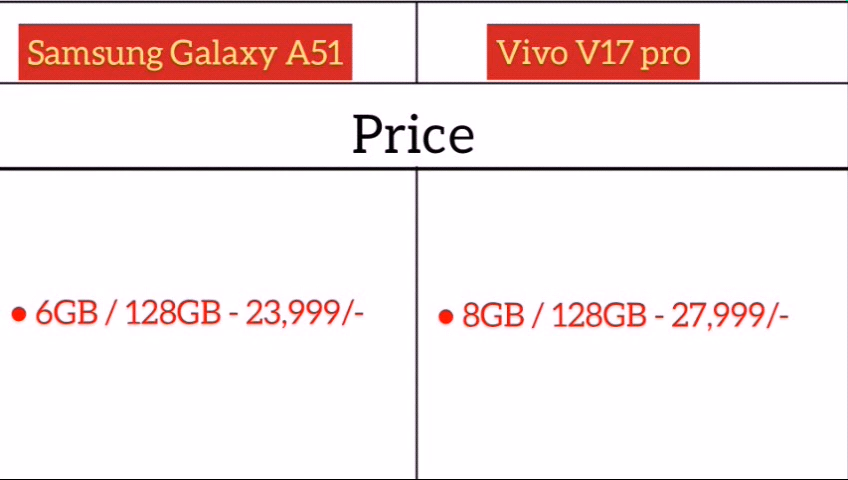 Samsung Galaxy A51
Vivo V17 pro
Price
● 6GB / 128GB - 23,999/-
● 8GB / 128GB - 27,999/-